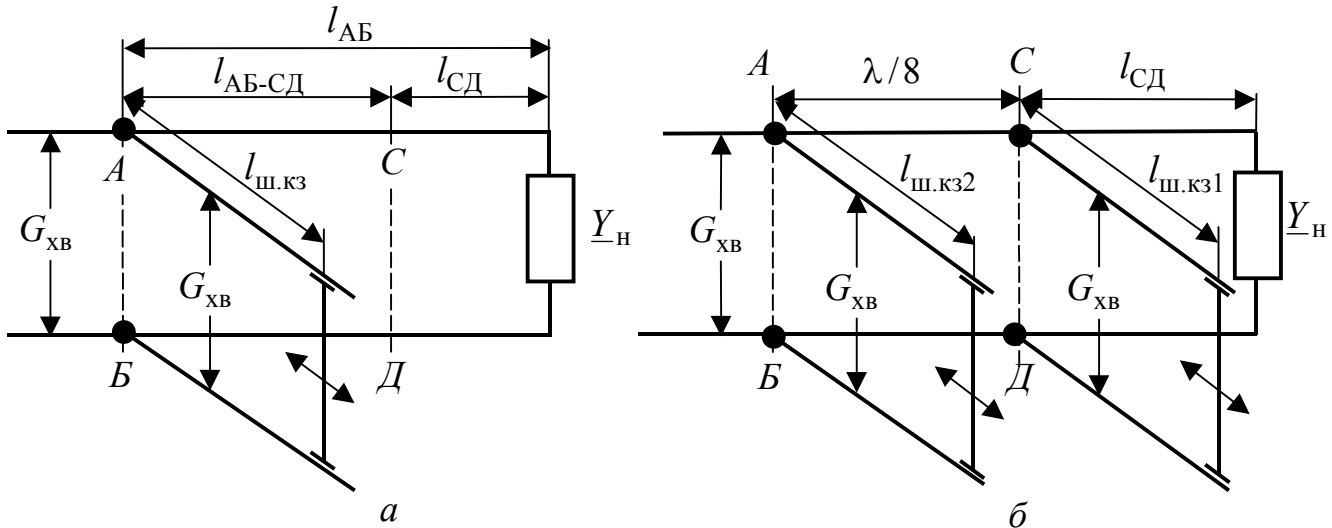 l_АБ
l_АБ-СД l_СД
А λ/8 С l_СД
А l_ш.кз С
G_хв G_хв Y_н
Б Д
l_ш.кз2 l_ш.кз1
G_хв G_хв G_хв Y_н
Б Д
а б